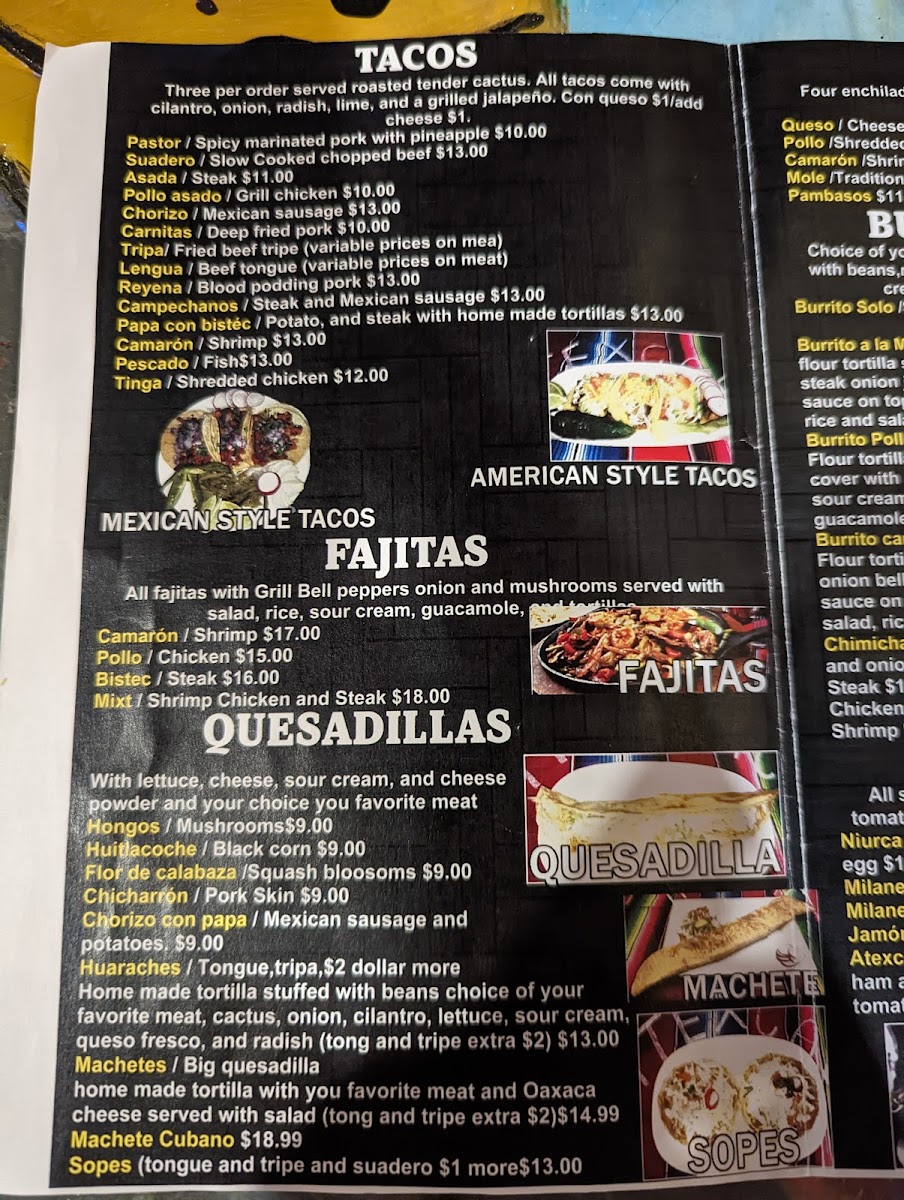 TACOS
Three per order served roasted tender cactus. All tacos come with
cilantro, onion, radish, lime, and a grilled jalapeño. Con queso $1/add
cheese $1.
Pastor / Spicy marinated pork with pineapple $10.00
Suadero / Slow Cooked chopped beef $13.00
Asada / Steak $11.00
Pollo asado / Grill chicken $10.00
Chorizo / Mexican sausage $13.00
Carnitas / Deep fried pork $10.00
Tripa/ Fried beef tripe (variable prices on mea)
Lengua / Beef tongue (variable prices on meat)
Reyena / Blood podding pork $13.00
Campechanos / Steak and Mexican sausage $13.00
Papa con bistéc / Potato, and steak with home made tortillas $13.00
Camarón / Shrimp $13.00
Pescado / Fish$13.00
Tinga / Shredded chicken $12.00
AMERICAN STYLE TACOS
MEXICAN STYLE TACOS
FAJITAS
All fajitas with Grill Bell peppers onion and mushrooms served with
salad, rice, sour cream, guacamole, and tortillas
Camarón / Shrimp $17.00
Pollo / Chicken $15.00
Bistec / Steak $16.00
Mixt / Shrimp Chicken and Steak $18.00
FAJITAS
QUESADILLAS
With lettuce, cheese, sour cream, and cheese
powder and your choice you favorite meat
Hongos / Mushrooms$9.00
Huitlacoche / Black corn $9.00
Flor de calabaza /Squash bloosoms $9.00
Chicharrón / Pork Skin $9.00
Chorizo con papa / Mexican sausage and
potatoes. $9.00
Huaraches / Tongue,tripa,$2 dollar more
Home made tortilla stuffed with beans choice of your
favorite meat, cactus, onion, cilantro, lettuce, sour cream,
queso fresco, and radish (tong and tripe extra $2) $13.00
Machetes / Big quesadilla
home made tortilla with you favorite meat and Oaxaca
cheese served with salad (tong and tripe extra $2)$14.99
Machete Cubano $18.99
Sopes (tongue and tripe and suadero $1 more$13.00
QUESADILLA
MACHETE
SOPES
Four enchilad
Queso / Cheese
Pollo /Shredded
Camarón /Shrim
Mole /Tradition
Pambasos $11
BU
Choice of yo
with beans,
cre
Burrito Solo /
Burrito a la M
flour tortilla s
steak onion
sauce on top
rice and sala
Burrito Poll
Flour tortill
cover with
sour cream
guacamole
Burrito ca
Flour torti
onion bell
sauce on
salad, ric
Chimicha
and onio
Steak $1
Chicken
Shrimp
All s
tomat
Niurca
egg $1
Milane
Milane
Jamón
Atexc
ham a
tomat